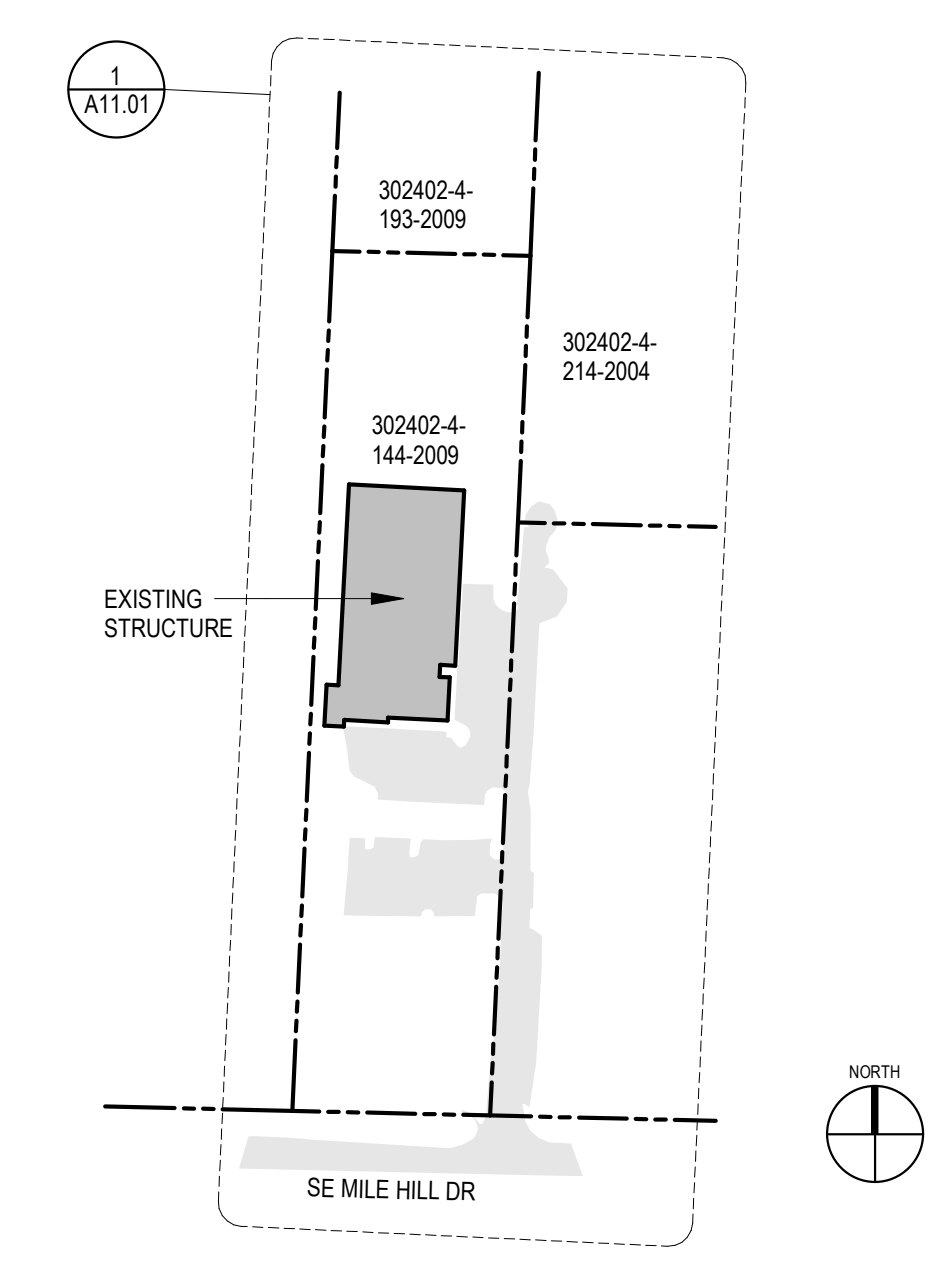 1
A11.01
302402-4-
193-2009
302402-4-
214-2004
302402-4-
144-2009
EXISTING
STRUCTURE
NORTH
SE MILE HILL DR